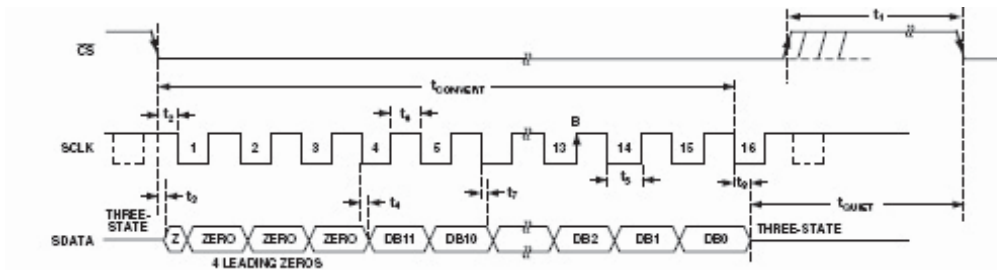 t1
CS
tCONVERT
t2 t6 B
SCLK 1 2 3 4 5 13 14 15 16
t3 t4 t7 t5 t8
tQUIET
THREE-STATE
SDATA Z ZERO ZERO ZERO DB11 DB10 DB2 DB1 DB0 THREE-STATE
4 LEADING ZEROS